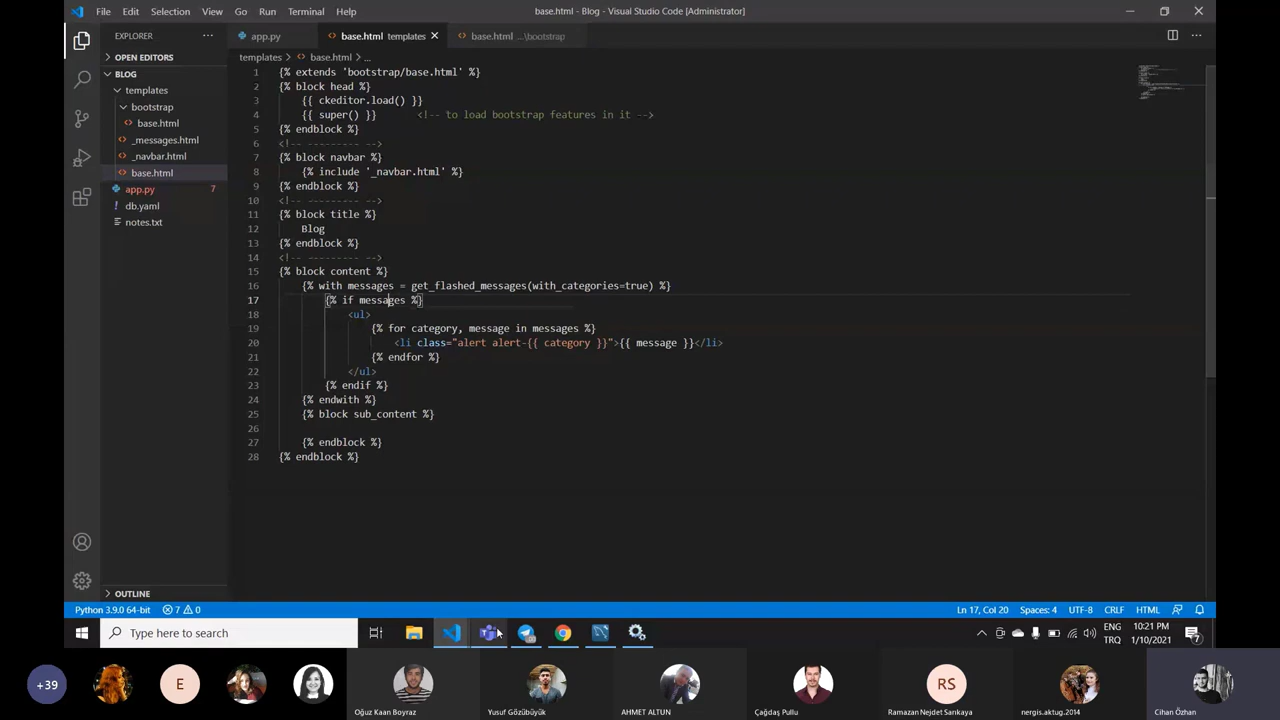 File Edit Selection View Go Run Terminal Help
base.html - Blog - Visual Studio Code [Administrator]
EXPLORER
app.py
base.html templates
base.html ...\bootstrap
OPEN EDITORS
BLOG
templates
bootstrap
base.html
_messages.html
_navbar.html
base.html
app.py 7
db.yaml
notes.txt
OUTLINE
templates > base.html > ...
1 {% extends 'bootstrap/base.html' %}
2 {% block head %}
3 {{ ckeditor.load() }}
4 {{ super() }} <!-- to load bootstrap features in it -->
5 {% endblock %}
6 <!-- --------- -->
7 {% block navbar %}
8 {% include '_navbar.html' %}
9 {% endblock %}
10 <!-- --------- -->
11 {% block title %}
12 Blog
13 {% endblock %}
14 <!-- --------- -->
15 {% block content %}
16 {% with messages = get_flashed_messages(with_categories=true) %}
17 {% if messages %}
18 <ul>
19 {% for category, message in messages %}
20 <li class="alert alert-{{ category }}">{{ message }}</li>
21 {% endfor %}
22 </ul>
23 {% endif %}
24 {% endwith %}
25 {% block sub_content %}
26
27 {% endblock %}
28 {% endblock %}
Python 3.9.0 64-bit 7 0
Ln 17, Col 20 Spaces: 4 UTF-8 CRLF HTML
Type here to search
ENG
TRQ
10:21 PM
1/10/2021
7
+39
E
RS
Oğuz Kaan Boyraz
Yusuf Gözübüyük
AHMET ALTUN
Çağdaş Pullu
Ramazan Nejdet Sarıkaya
nergis.aktug.2014
Cihan Özhan